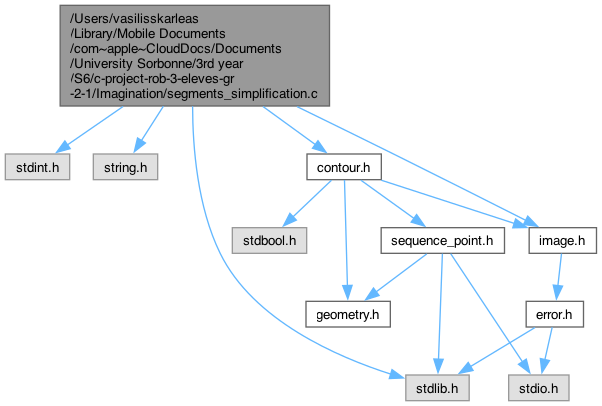 /Users/vasilisskarleas
/Library/Mobile Documents
/com~apple~CloudDocs/Documents
/University Sorbonne/3rd year
/S6/c-project-rob-3-eleves-gr
-2-1/Imagination/segments_simplification.c
stdint.h
string.h
contour.h
stdbool.h
sequence_point.h
image.h
geometry.h
error.h
stdlib.h
stdio.h